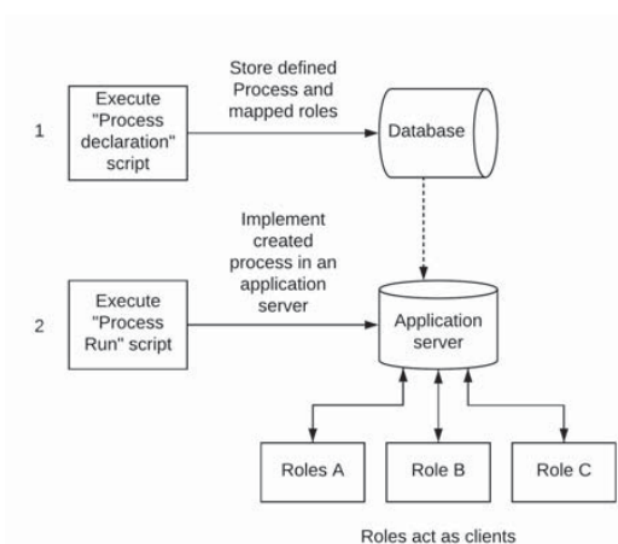 Store defined
Process and
mapped roles
1
Execute
"Process
declaration"
script
Database
Implement
created
process in an
application
server
2
Execute
"Process
Run" script
Application
server
Roles A
Role B
Role C
Roles act as clients